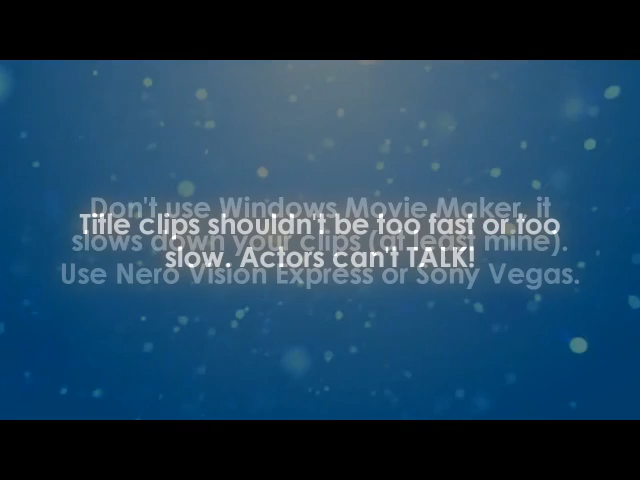 Don't use Windows Movie Maker, it
slows down your clips (at least mine).
Use Nero Vision Express or Sony Vegas.
Title clips shouldn't be too fast or too
slow. Actors can't TALK!